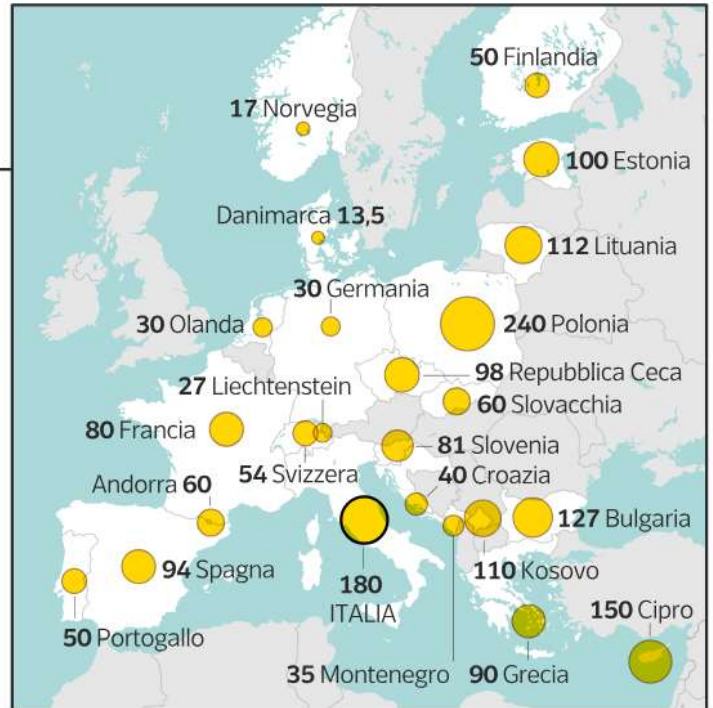 50 Finlandia
17 Norvegia
100 Estonia
Danimarca 13,5
112 Lituania
30 Germania
30 Olanda
240 Polonia
98 Repubblica Ceca
27 Liechtenstein
60 Slovacchia
80 Francia
81 Slovenia
54 Svizzera
40 Croazia
Andorra 60
127 Bulgaria
94 Spagna
110 Kosovo
180
ITALIA
150 Cipro
50 Portogallo
35 Montenegro
90 Grecia